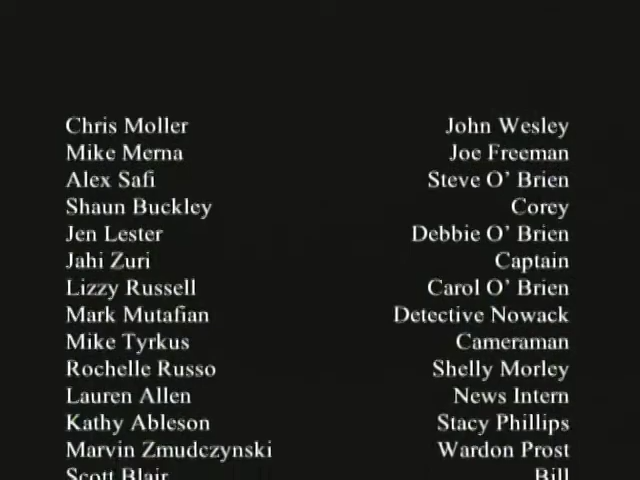 Chris Moller John Wesley
Mike Merna Joe Freeman
Alex Safi Steve O' Brien
Shaun Buckley Corey
Jen Lester Debbie O' Brien
Jahi Zuri Captain
Lizzy Russell Carol O' Brien
Mark Mutafian Detective Nowack
Mike Tyrkus Cameraman
Rochelle Russo Shelly Morley
Lauren Allen News Intern
Kathy Ableson Stacy Phillips
Marvin Zmudczynski Wardon Prost
Scott Blair Bill